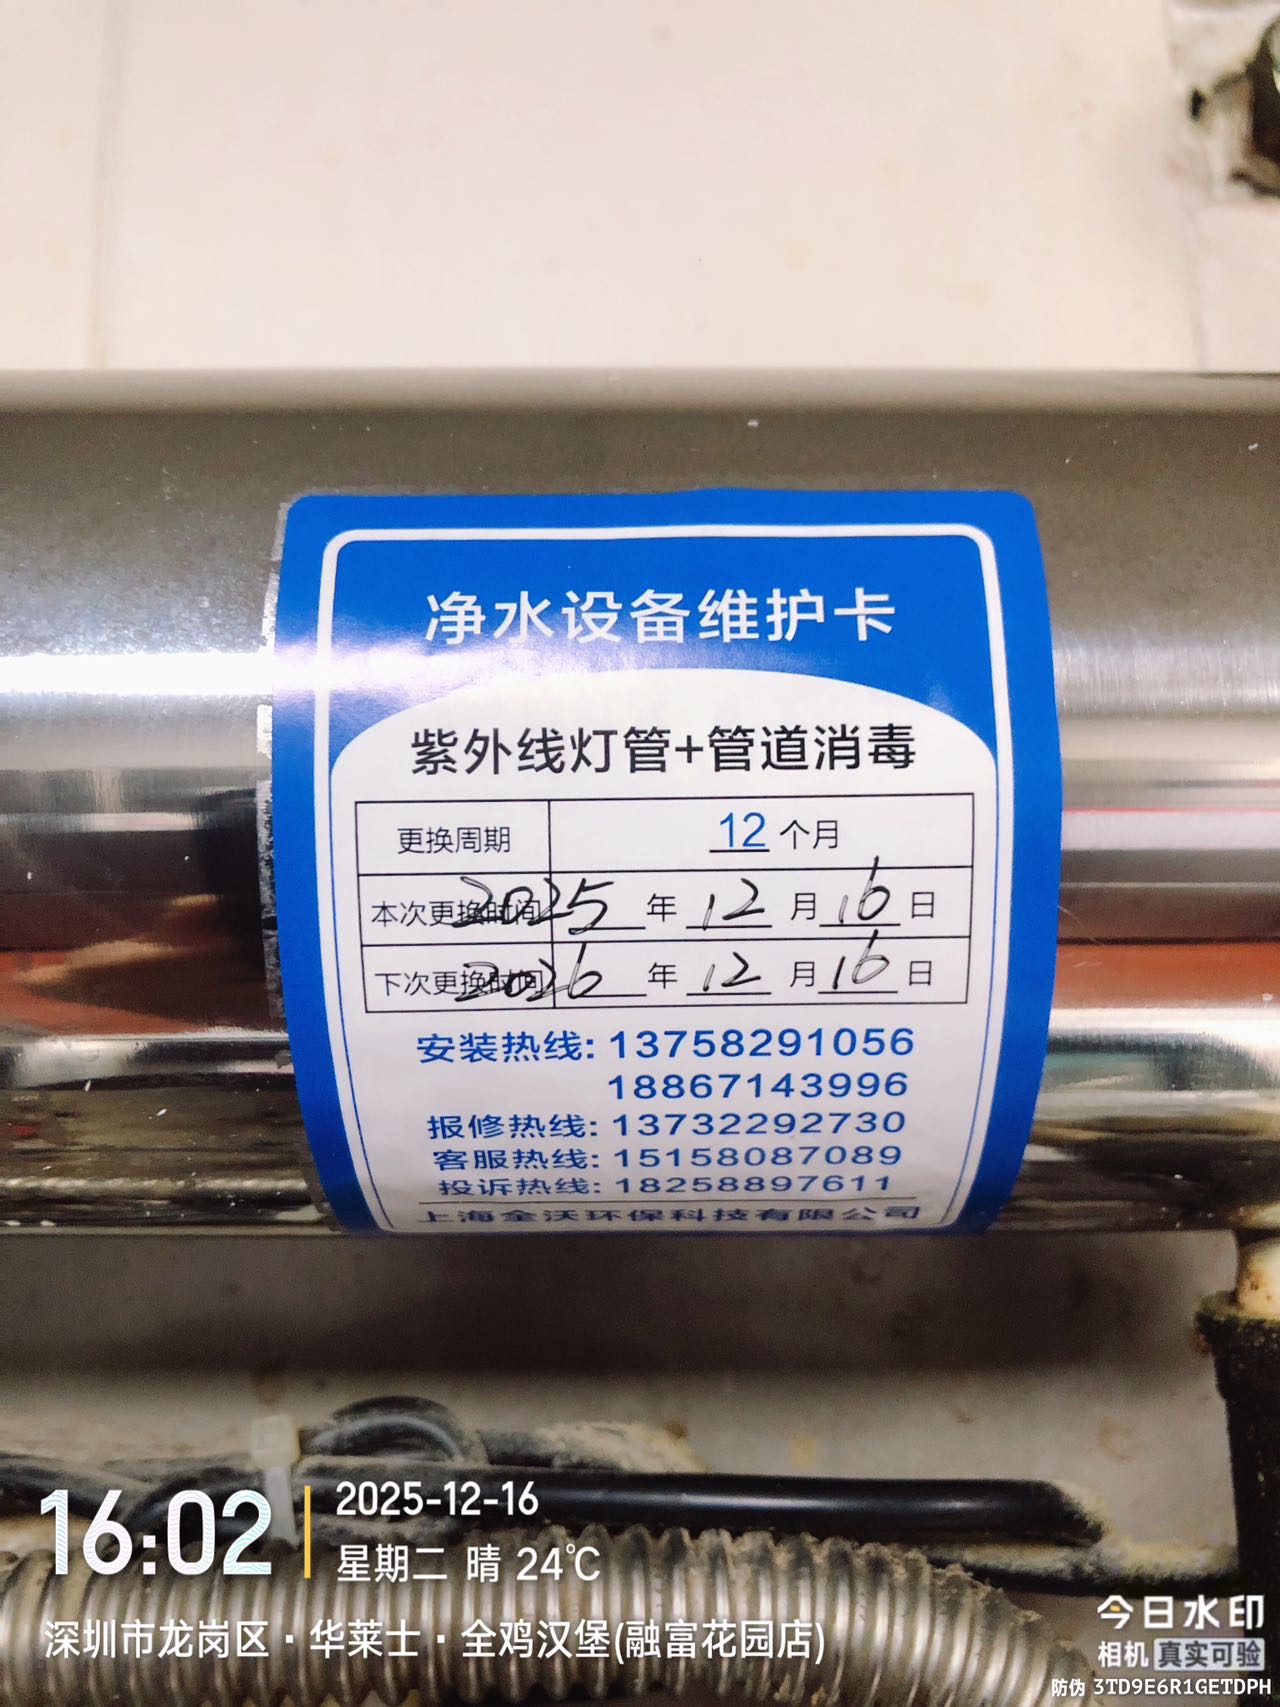 净水设备维护卡
紫外线灯管+管道消毒
更换周期 12 个月
本次更换时间 2025 年 12 月 16 日
下次更换时间 2026 年 12 月 16 日
安装热线: 13758291056
18867143996
报修热线: 13732292730
客服热线: 15158087089
投诉热线: 18258897611
上海全沃环保科技有限公司
16:02
2025-12-16
星期二 晴 24℃
深圳市龙岗区·华莱士·全鸡汉堡(融富花园店)
今日水印
相机 真实可验
防伪 3TD9E6R1GETDPH